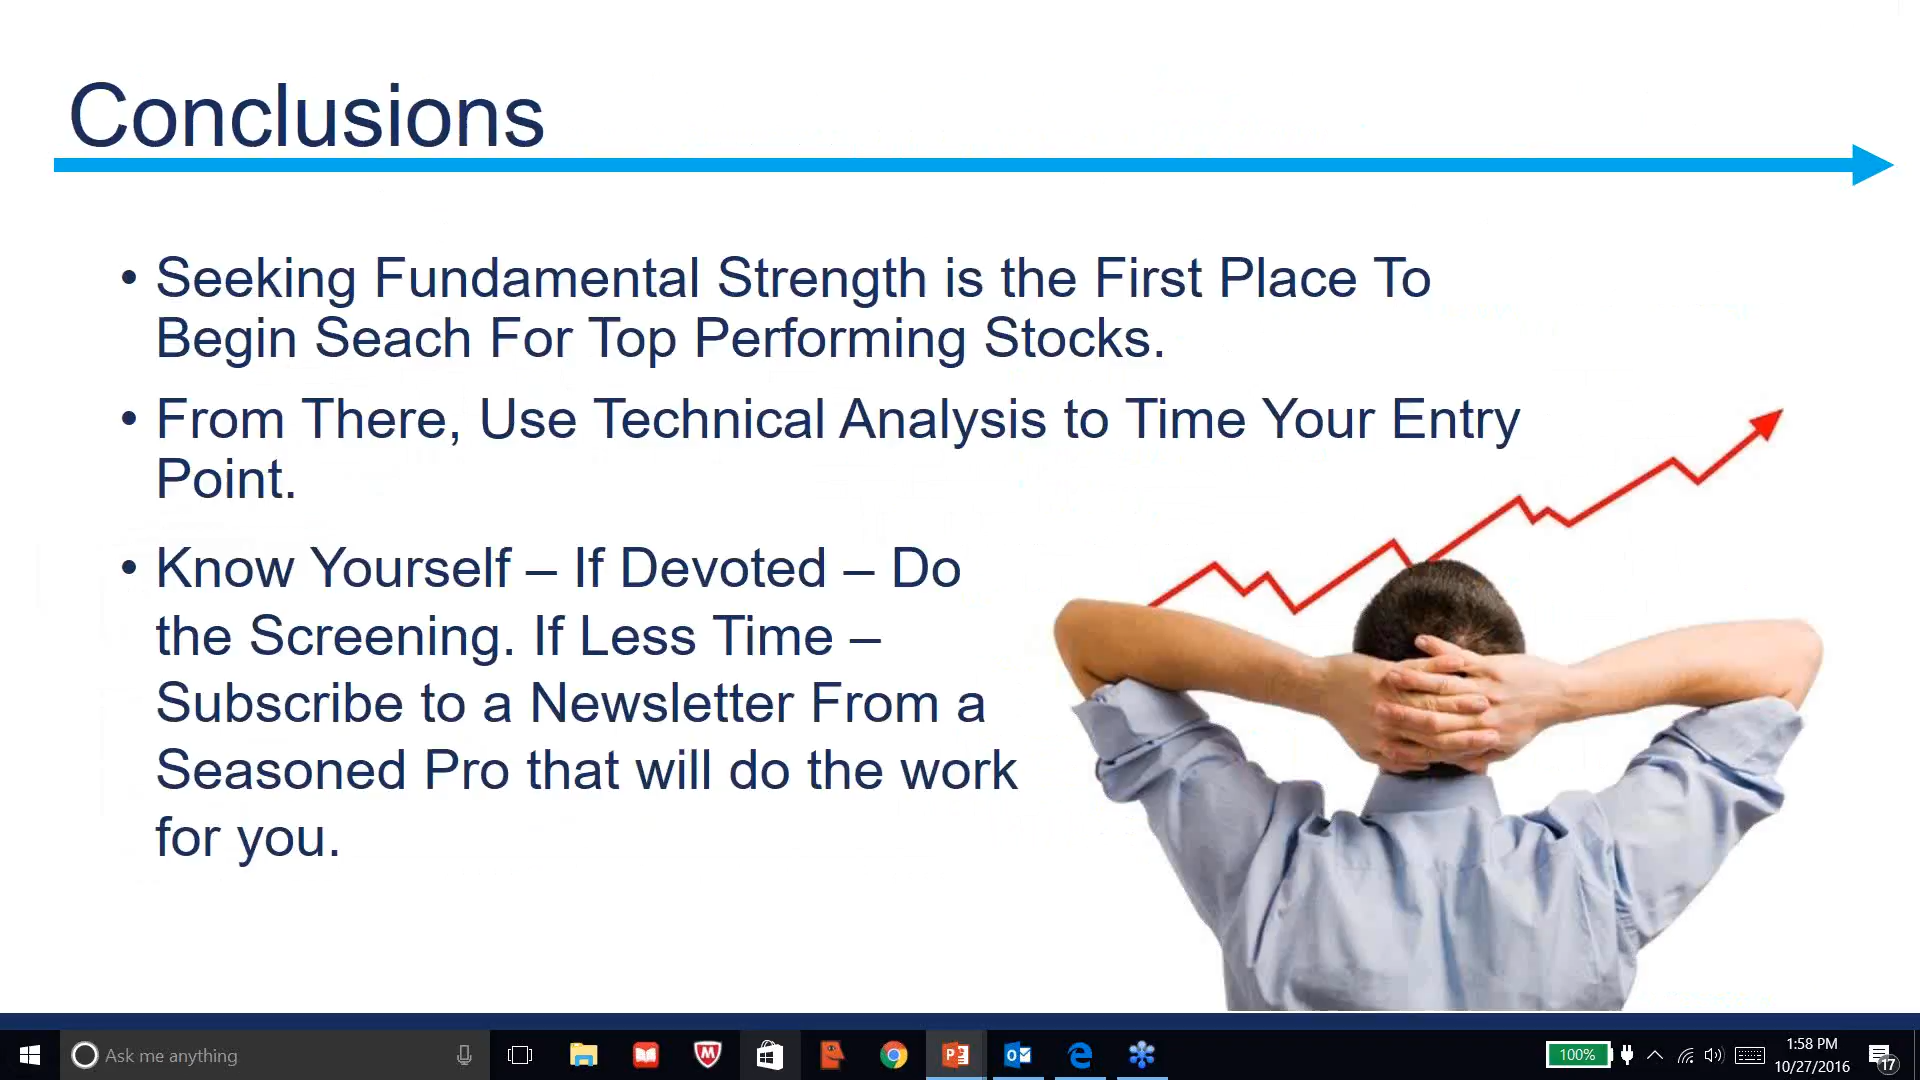 Conclusions
• Seeking Fundamental Strength is the First Place To
Begin Seach For Top Performing Stocks.
• From There, Use Technical Analysis to Time Your Entry
Point.
• Know Yourself – If Devoted – Do
the Screening. If Less Time –
Subscribe to a Newsletter From a
Seasoned Pro that will do the work
for you.
Ask me anything
100%
1:58 PM
10/27/2016
17